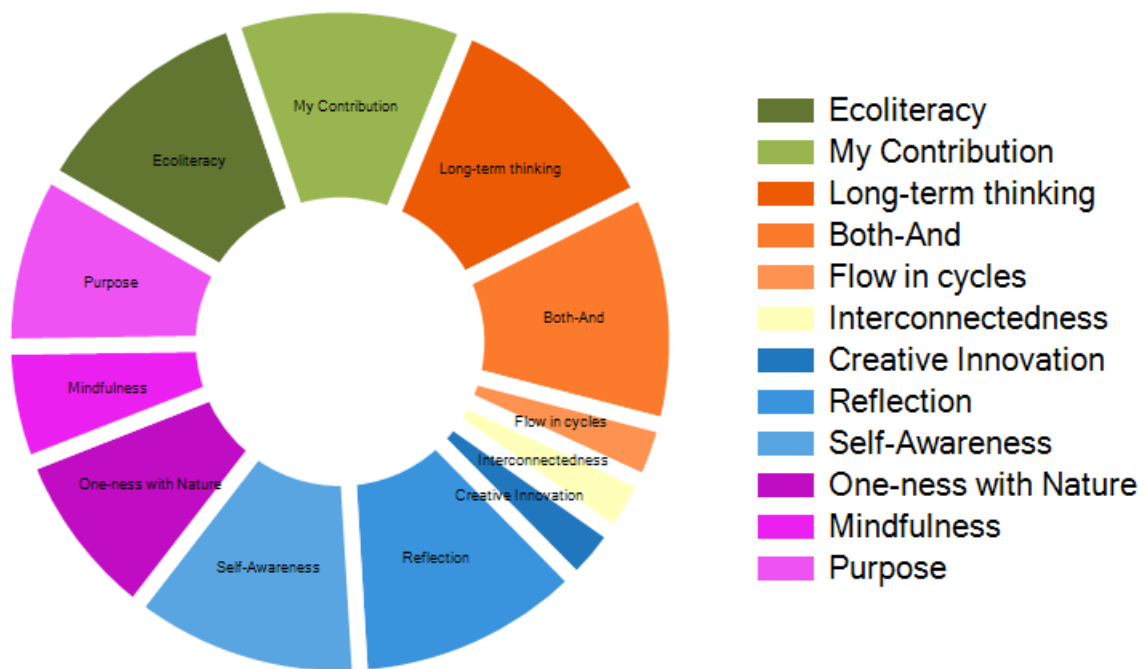 My Contribution
Ecoliteracy
Long-term thinking
Purpose
Both-And
Mindfulness
Flow in cycles
Interconnectedness
One-ness with Nature
Creative Innovation
Reflection
Self-Awareness
Ecoliteracy
My Contribution
Long-term thinking
Both-And
Flow in cycles
Interconnectedness
Creative Innovation
Reflection
Self-Awareness
One-ness with Nature
Mindfulness
Purpose